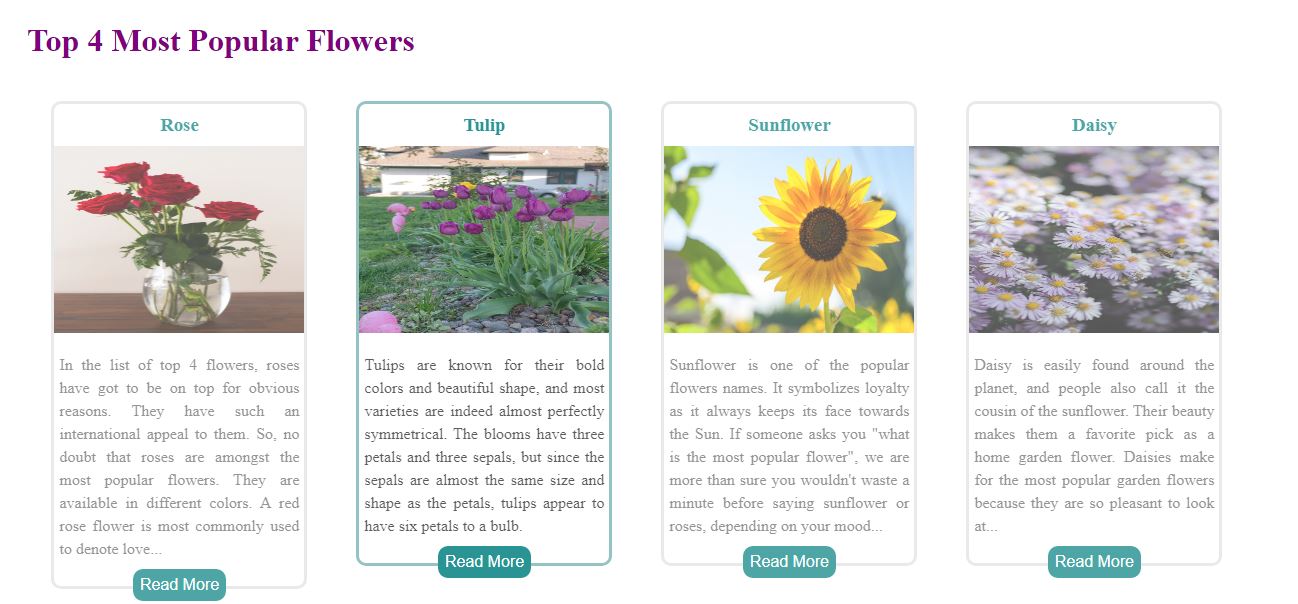 Top 4 Most Popular Flowers
Rose
In the list of top 4 flowers, roses
have got to be on top for obvious
reasons. They have such an
international appeal to them. So, no
doubt that roses are amongst the
most popular flowers. They are
available in different colors. A red
rose flower is most commonly used
to denote love...
Read More
Tulip
Tulips are known for their bold
colors and beautiful shape, and most
varieties are indeed almost perfectly
symmetrical. The blooms have three
petals and three sepals, but since the
sepals are almost the same size and
shape as the petals, tulips appear to
have six petals to a bulb.
Read More
Sunflower
Sunflower is one of the popular
flowers names. It symbolizes loyalty
as it always keeps its face towards
the Sun. If someone asks you "what
is the most popular flower", we are
more than sure you wouldn't waste a
minute before saying sunflower or
roses, depending on your mood...
Read More
Daisy
Daisy is easily found around the
planet, and people also call it the
cousin of the sunflower. Their beauty
makes them a favorite pick as a
home garden flower. Daisies make
for the most popular garden flowers
because they are so pleasant to look
at...
Read More